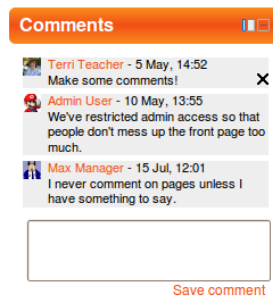 Comments
Terri Teacher - 5 May, 14:52
Make some comments!
Admin User - 10 May, 13:55
We've restricted admin access so that
people don't mess up the front page too
much.
Max Manager - 15 Jul, 12:01
I never comment on pages unless I
have something to say.
Save comment